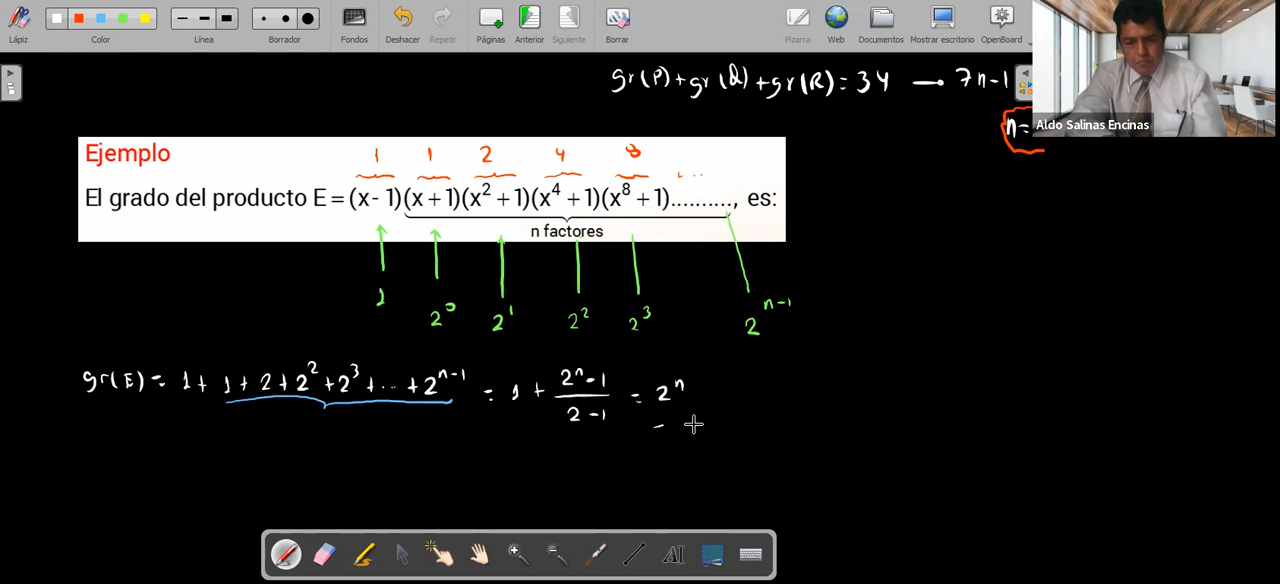 Lápiz Color Línea Borrador Fondos Deshacer Repetir Páginas Anterior Siguiente Borrar Pizarra Web Documentos Mostrar escritorio OpenBoard
gr(P)+gr(Q)+gr(R)=34 — 7n-1
n=
Aldo Salinas Encinas
Ejemplo
1 1 2 4 8 ...
El grado del producto E = (x - 1)(x + 1)(x² + 1)(x⁴ + 1)(x⁸ + 1).........., es:
n factores
1 2⁰ 2¹ 2² 2³ 2ⁿ⁻¹
gr(E) = 1 + 1 + 2 + 2² + 2³ + ... + 2ⁿ⁻¹ = 1 + (2ⁿ-1)/(2-1) = 2ⁿ
AI